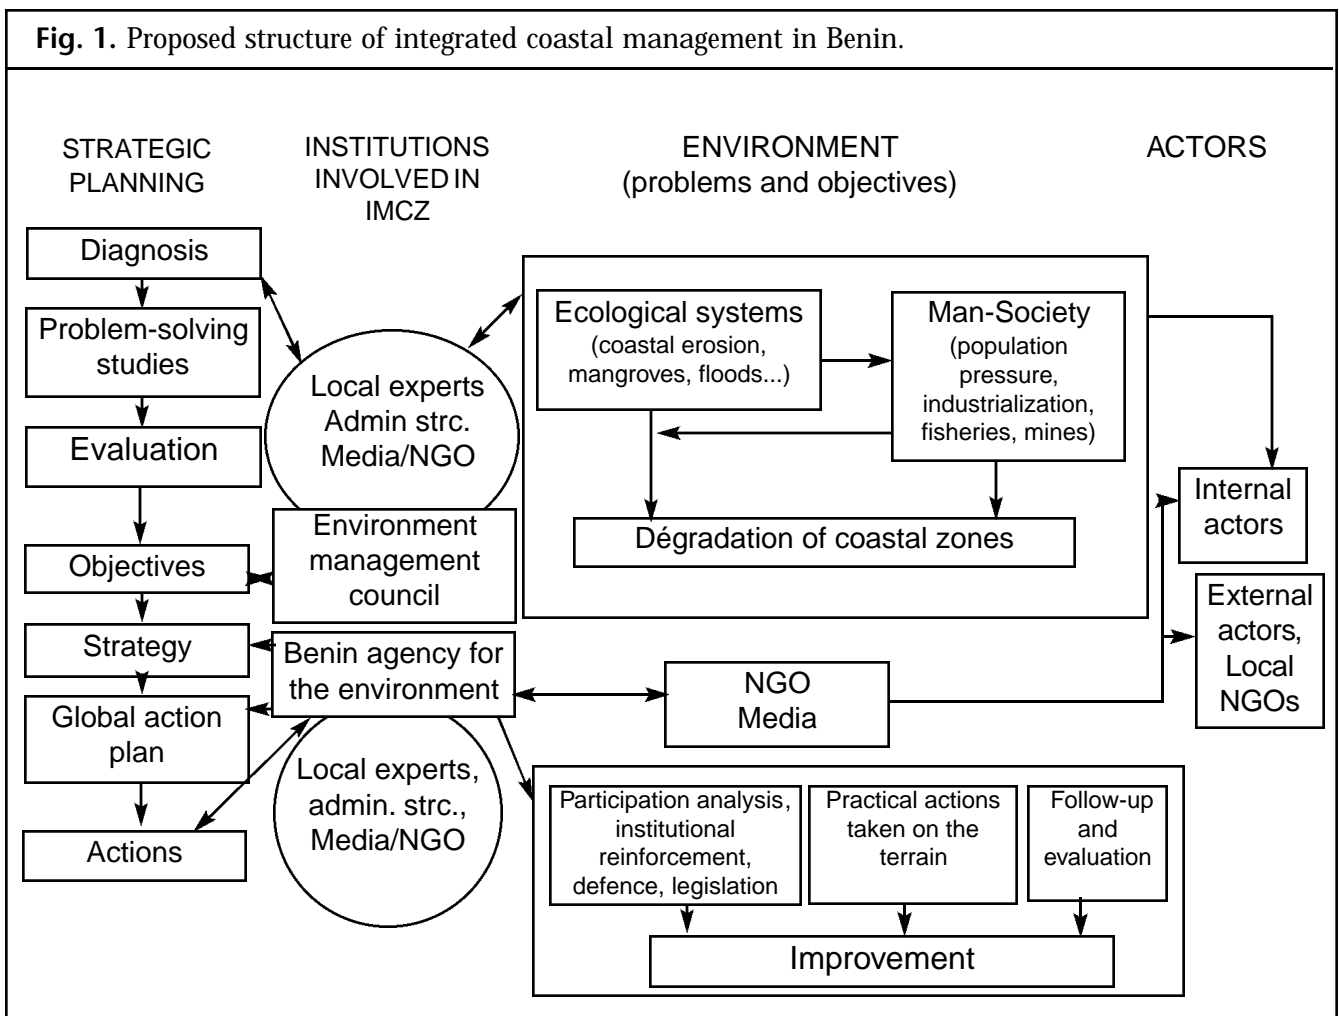 Fig. 1. Proposed structure of integrated coastal management in Benin.
STRATEGIC
PLANNING
INSTITUTIONS
INVOLVED IN
IMCZ
ENVIRONMENT
(problems and objectives)
ACTORS
Diagnosis
Problem-solving
studies
Evaluation
Objectives
Strategy
Global action
plan
Actions
Local experts
Admin strc.
Media/NGO
Environment
management
council
Benin agency for
the environment
Local experts,
admin. strc.,
Media/NGO
Ecological systems
(coastal erosion,
mangroves, floods...)
Man-Society
(population
pressure,
industrialization,
fisheries, mines)
Dégradation of coastal zones
NGO
Media
Participation analysis,
institutional
reinforcement,
defence, legislation
Practical actions
taken on the
terrain
Follow-up
and
evaluation
Improvement
Internal
actors
External
actors,
Local
NGOs